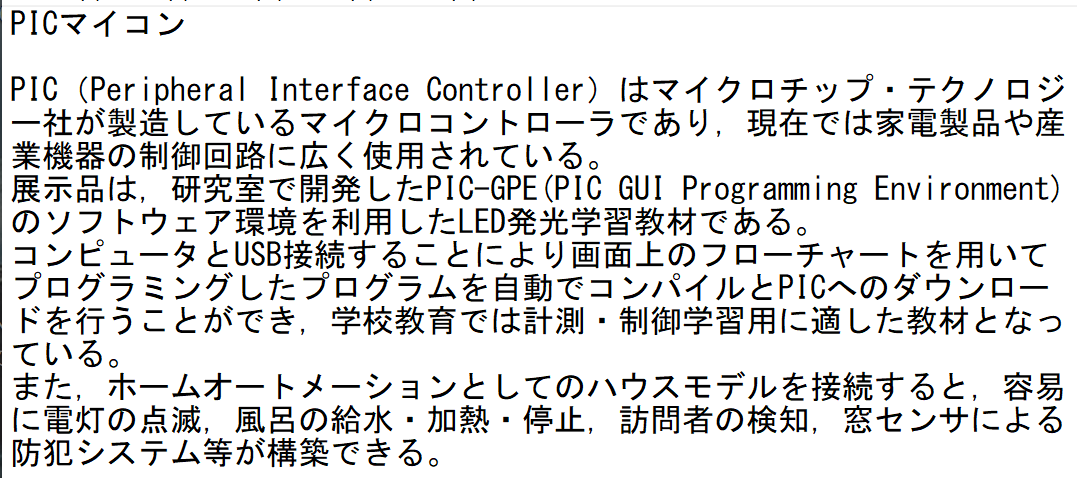 PICマイコン
PIC (Peripheral Interface Controller) はマイクロチップ・テクノロジ
ー社が製造しているマイクロコントローラであり, 現在では家電製品や産
業機器の制御回路に広く使用されている。
展示品は, 研究室で開発したPIC-GPE(PIC GUI Programming Environment)
のソフトウェア環境を利用したLED発光学習教材である。
コンピュータとUSB接続することにより画面上のフローチャートを用いて
プログラミングしたプログラムを自動でコンパイルとPICへのダウンロー
ドを行うことができ, 学校教育では計測・制御学習用に適した教材となっ
ている。
また, ホームオートメーションとしてのハウスモデルを接続すると, 容易
に電灯の点滅, 風呂の給水・加熱・停止, 訪問者の検知, 窓センサによる
防犯システム等が構築できる。